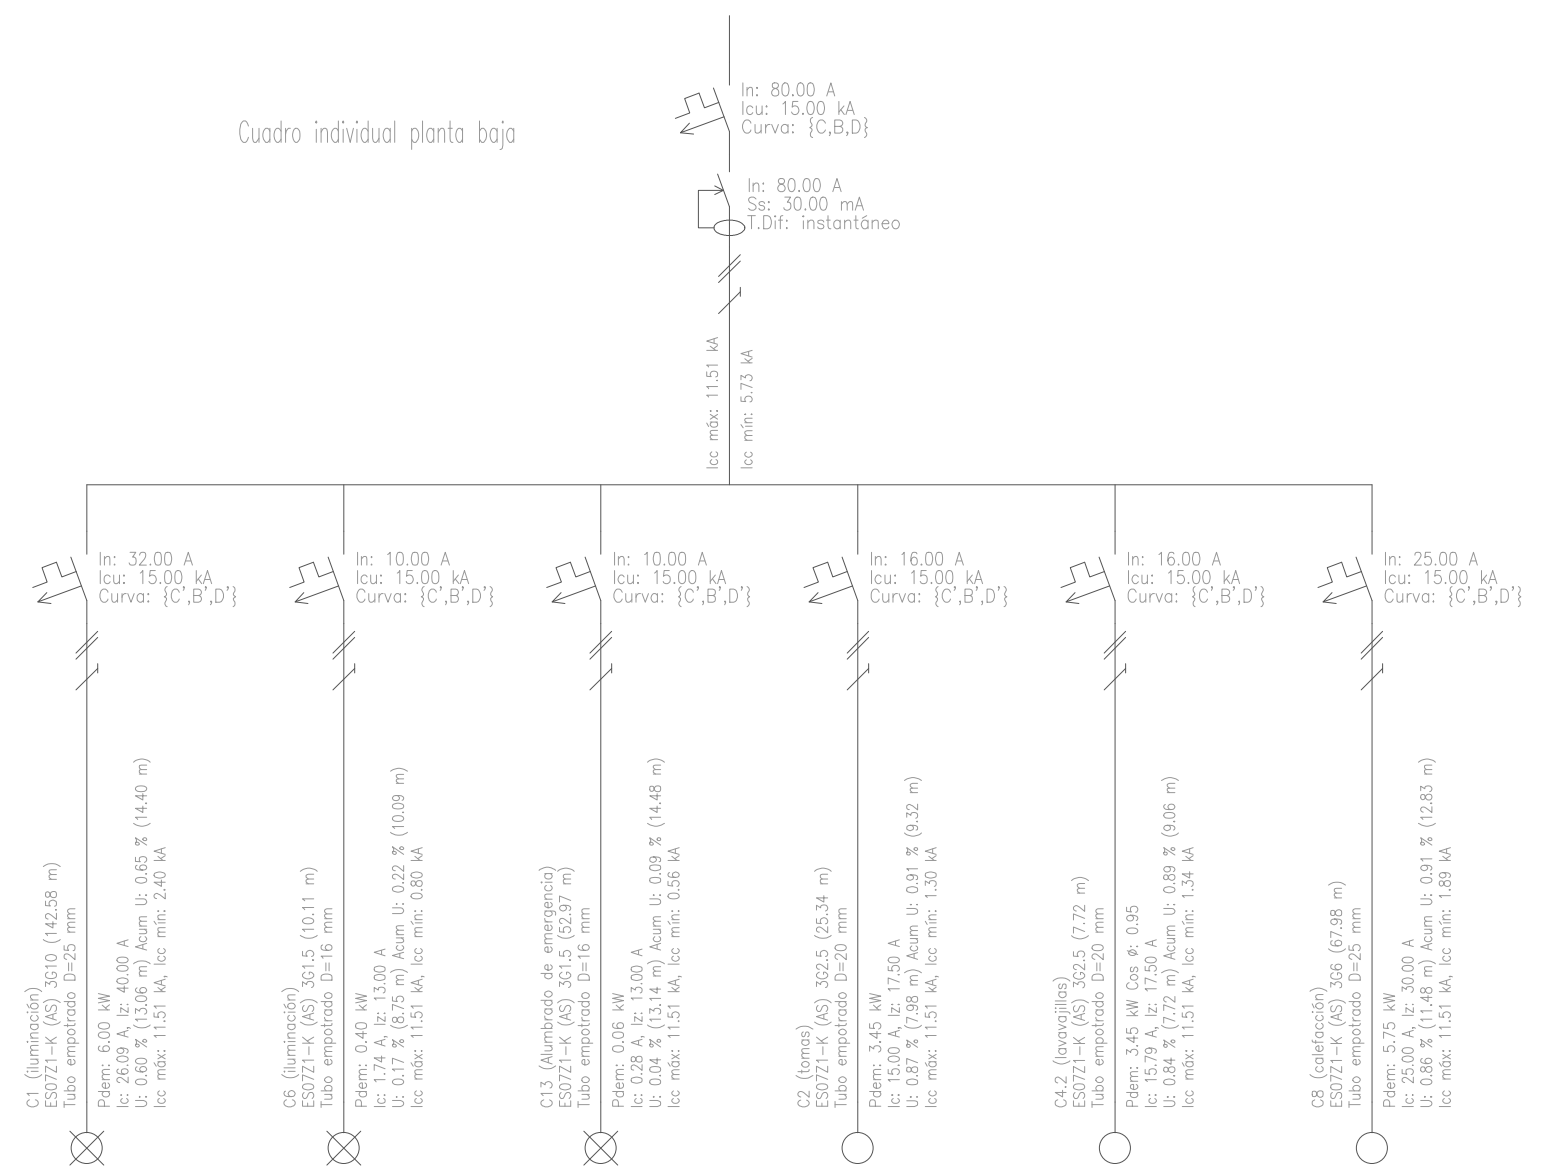 Cuadro individual planta baja
In: 80.00 A
Icu: 15.00 kA
Curva: {C,B,D}
In: 80.00 A
Ss: 30.00 mA
T.Dif: instantáneo
Icc máx: 11.51 kA
Icc mín: 5.73 kA
In: 32.00 A
Icu: 15.00 kA
Curva: {C',B',D'}
In: 10.00 A
Icu: 15.00 kA
Curva: {C',B',D'}
In: 10.00 A
Icu: 15.00 kA
Curva: {C',B',D'}
In: 16.00 A
Icu: 15.00 kA
Curva: {C',B',D'}
In: 16.00 A
Icu: 15.00 kA
Curva: {C',B',D'}
In: 25.00 A
Icu: 15.00 kA
Curva: {C',B',D'}
C1 (iluminación)
ES07Z1-K (AS) 3G10 (142.58 m)
Tubo empotrado D=25 mm
Pdem: 6.00 kW
Ic: 26.09 A, Iz: 40.00 A
U: 0.60 % (13.06 m) Acum U: 0.65 % (14.40 m)
Icc máx: 11.51 kA, Icc mín: 2.40 kA
C6 (iluminación)
ES07Z1-K (AS) 3G1.5 (10.11 m)
Tubo empotrado D=16 mm
Pdem: 0.40 kW
Ic: 1.74 A, Iz: 13.00 A
U: 0.17 % (8.75 m) Acum U: 0.22 % (10.09 m)
Icc máx: 11.51 kA, Icc mín: 0.80 kA
C13 (Alumbrado de emergencia)
ES07Z1-K (AS) 3G1.5 (52.97 m)
Tubo empotrado D=16 mm
Pdem: 0.06 kW
Ic: 0.28 A, Iz: 13.00 A
U: 0.04 % (13.14 m) Acum U: 0.09 % (14.48 m)
Icc máx: 11.51 kA, Icc mín: 0.56 kA
C2 (tomas)
ES07Z1-K (AS) 3G2.5 (25.34 m)
Tubo empotrado D=20 mm
Pdem: 3.45 kW
Ic: 15.00 A, Iz: 17.50 A
U: 0.87 % (7.98 m) Acum U: 0.91 % (9.32 m)
Icc máx: 11.51 kA, Icc mín: 1.30 kA
C4.2 (lavavajillas)
ES07Z1-K (AS) 3G2.5 (7.72 m)
Tubo empotrado D=20 mm
Pdem: 3.45 kW Cos ø: 0.95
Ic: 15.79 A, Iz: 17.50 A
U: 0.84 % (7.72 m) Acum U: 0.89 % (9.06 m)
Icc máx: 11.51 kA, Icc mín: 1.34 kA
C8 (calefacción)
ES07Z1-K (AS) 3G6 (67.98 m)
Tubo empotrado D=25 mm
Pdem: 5.75 kW
Ic: 25.00 A, Iz: 30.00 A
U: 0.86 % (11.48 m) Acum U: 0.91 % (12.83 m)
Icc máx: 11.51 kA, Icc mín: 1.89 kA